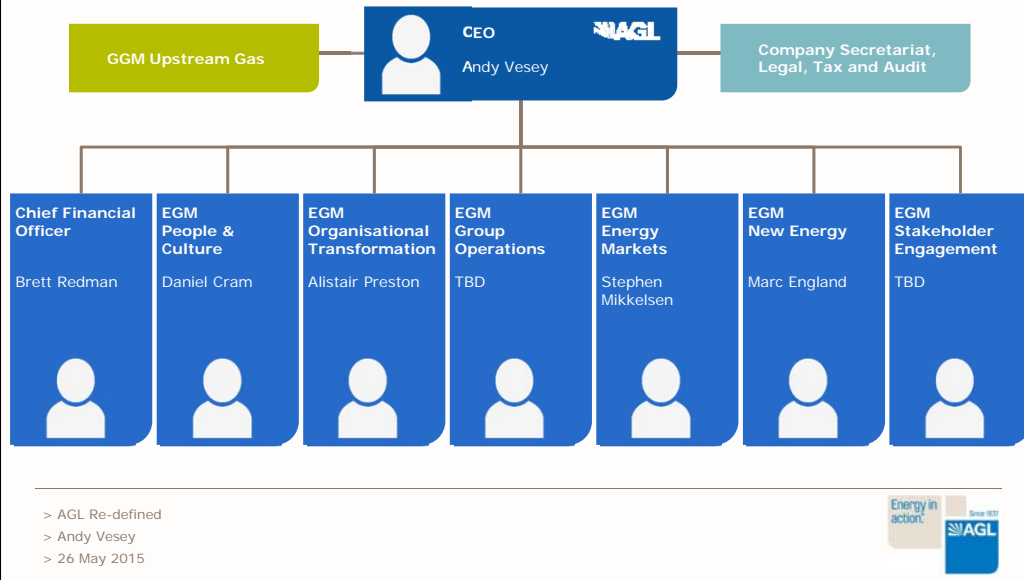 GGM Upstream Gas
CEO
Andy Vesey
AGL
Company Secretariat,
Legal, Tax and Audit
Chief Financial
Officer
Brett Redman
EGM
People &
Culture
Daniel Cram
EGM
Organisational
Transformation
Alistair Preston
EGM
Group
Operations
TBD
EGM
Energy
Markets
Stephen
Mikkelsen
EGM
New Energy
Marc England
EGM
Stakeholder
Engagement
TBD
> AGL Re-defined
> Andy Vesey
> 26 May 2015
Energy in
action.
Since 1837
AGL